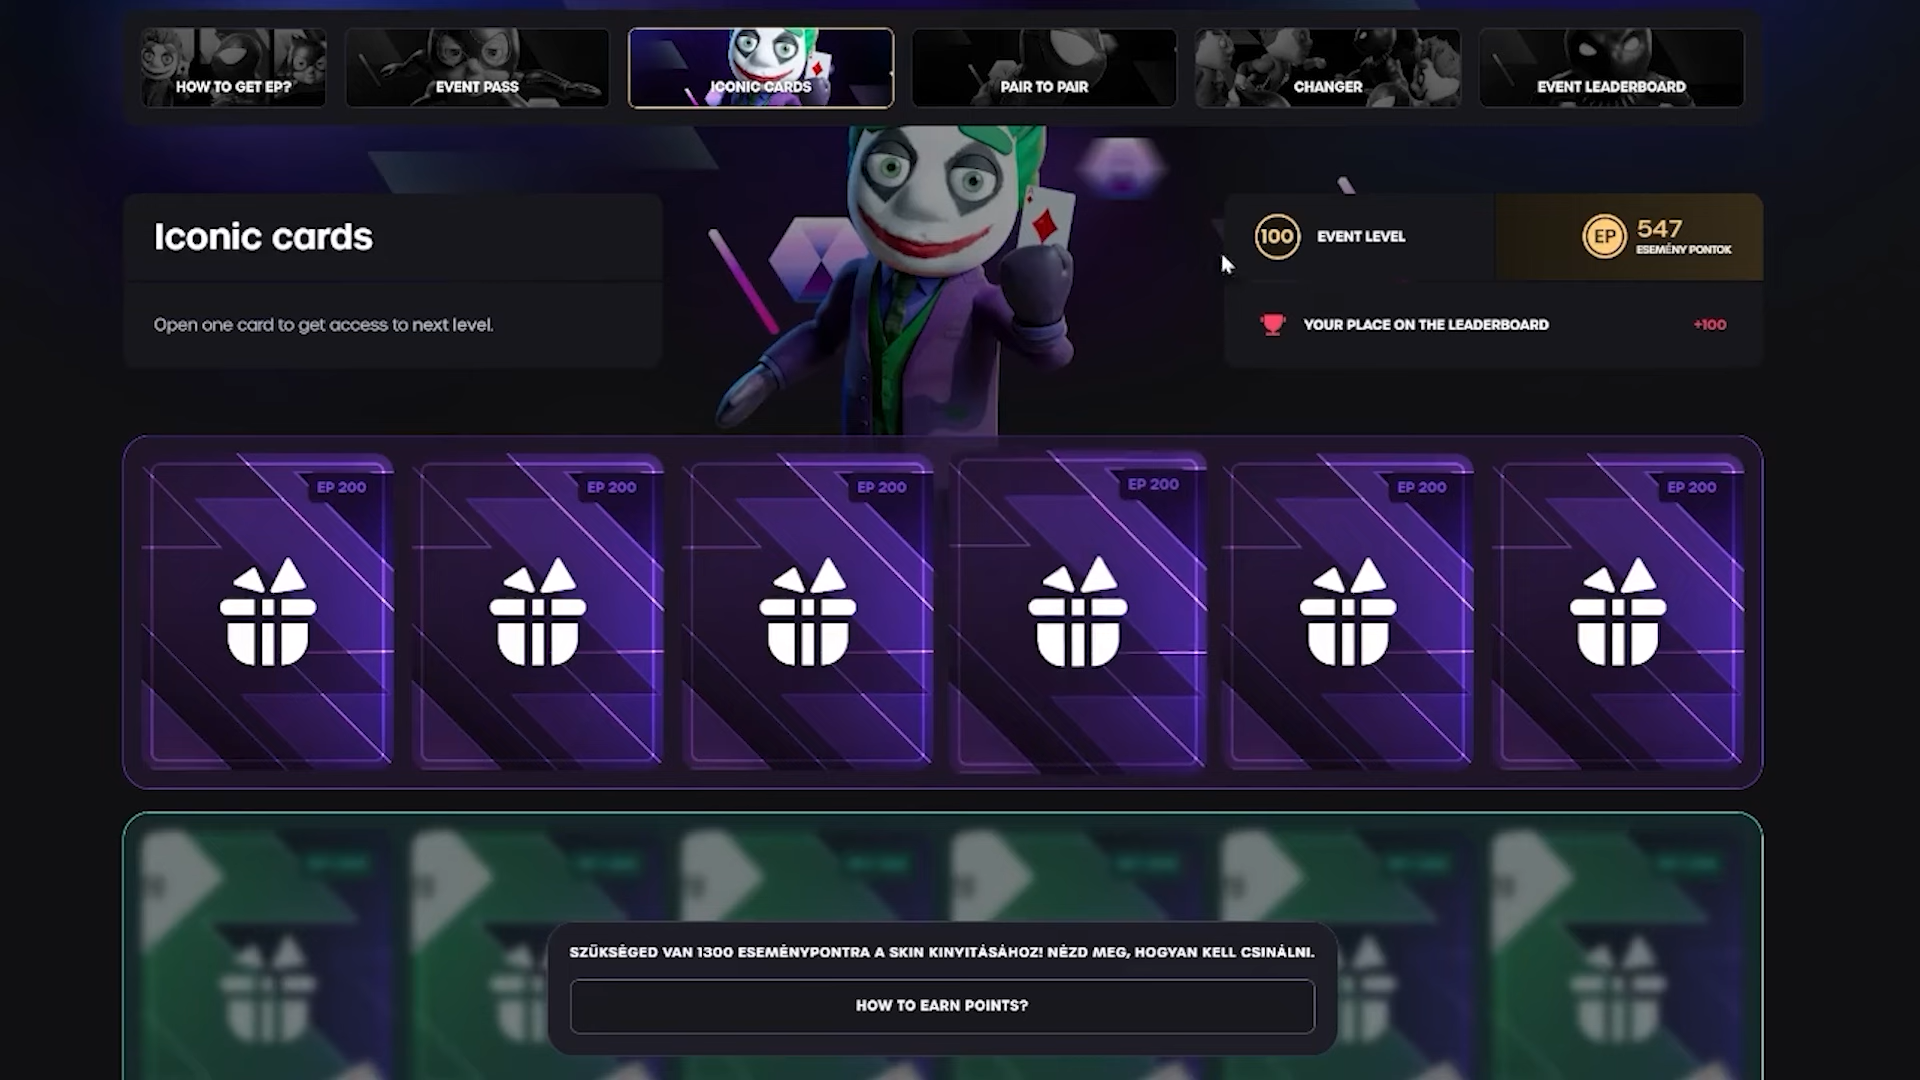 HOW TO GET EP?
EVENT PASS
ICONIC CARDS
PAIR TO PAIR
CHANGER
EVENT LEADERBOARD
Iconic cards
Open one card to get access to next level.
100 EVENT LEVEL
EP 547
ESEMÉNY PONTOK
YOUR PLACE ON THE LEADERBOARD +100
EP 200
EP 200
EP 200
EP 200
EP 200
EP 200
SZÜKSÉGED VAN 1300 ESEMÉNYPONTRA A SKIN KINYITÁSÁHOZ! NÉZD MEG, HOGYAN KELL CSINÁLNI.
HOW TO EARN POINTS?